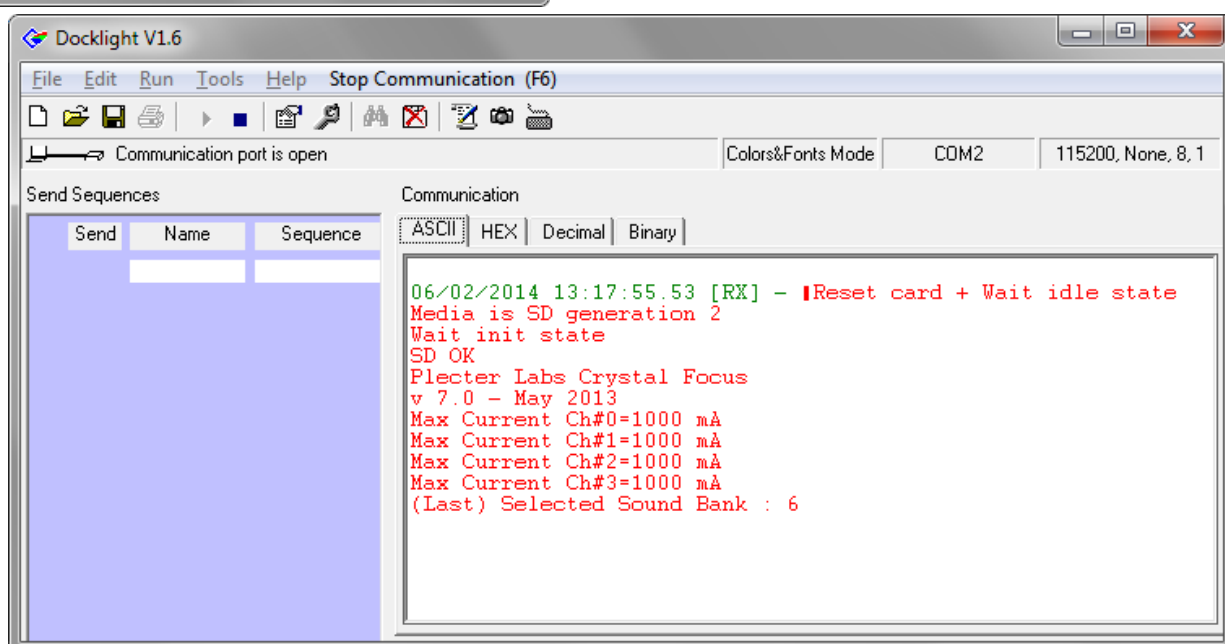 Docklight V1.6
File Edit Run Tools Help Stop Communication (F6)
Communication port is open Colors&Fonts Mode COM2 115200, None, 8, 1
Send Sequences
Send Name Sequence
Communication
ASCII HEX Decimal Binary
06/02/2014 13:17:55.53 [RX] - Reset card + Wait idle state
Media is SD generation 2
Wait init state
SD OK
Plecter Labs Crystal Focus
v 7.0 - May 2013
Max Current Ch#0=1000 mA
Max Current Ch#1=1000 mA
Max Current Ch#2=1000 mA
Max Current Ch#3=1000 mA
(Last) Selected Sound Bank : 6